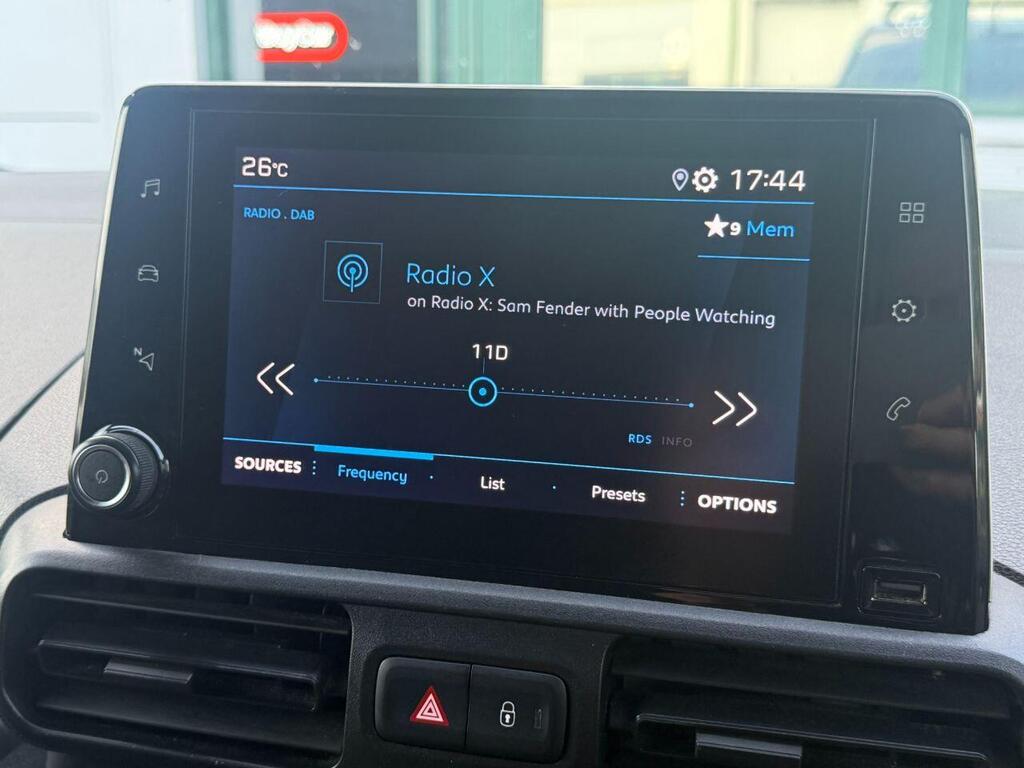 26°C
17:44
RADIO . DAB
9 Mem
Radio X
on Radio X: Sam Fender with People Watching
11D
RDS INFO
SOURCES Frequency List Presets OPTIONS
N